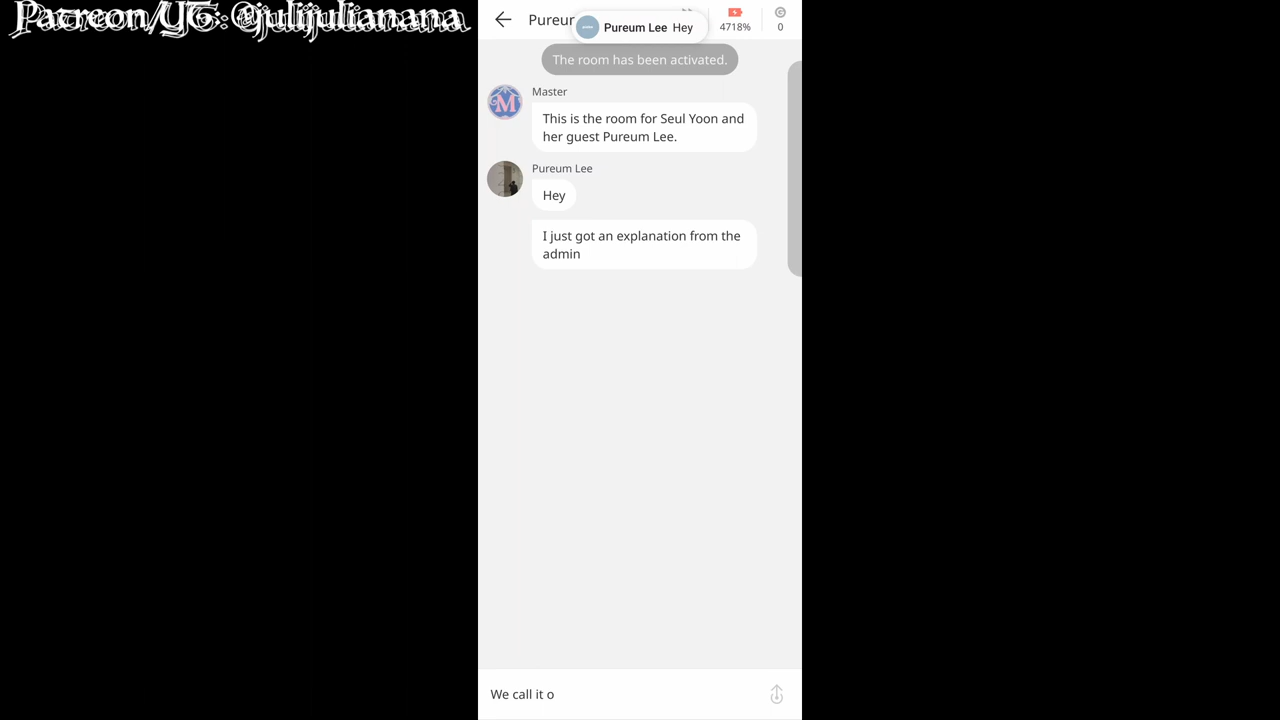 Patreon/YT: @julijulianana
Pureum Lee Hey
4718%
0
The room has been activated.
Master
M
This is the room for Seul Yoon and
her guest Pureum Lee.
Pureum Lee
Hey
I just got an explanation from the
admin
We call it o